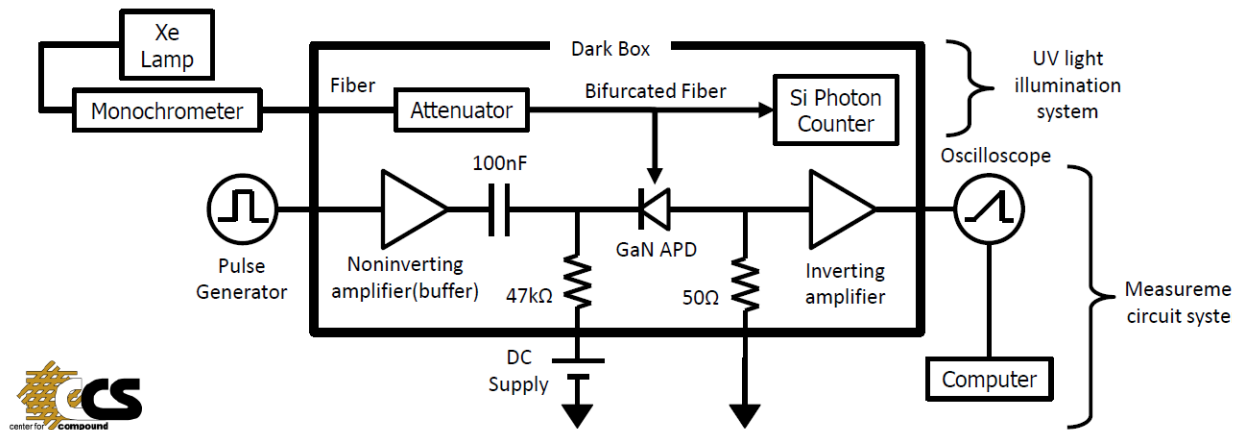 Xe
Lamp
Dark Box
UV light
illumination
system
Monochrometer
Fiber
Attenuator
Bifurcated Fiber
Si Photon
Counter
100nF
Oscilloscope
Pulse
Generator
Noninverting
amplifier(buffer)
47kΩ
GaN APD
50Ω
Inverting
amplifier
Measureme
circuit syste
DC
Supply
Computer
CCS
center for compound